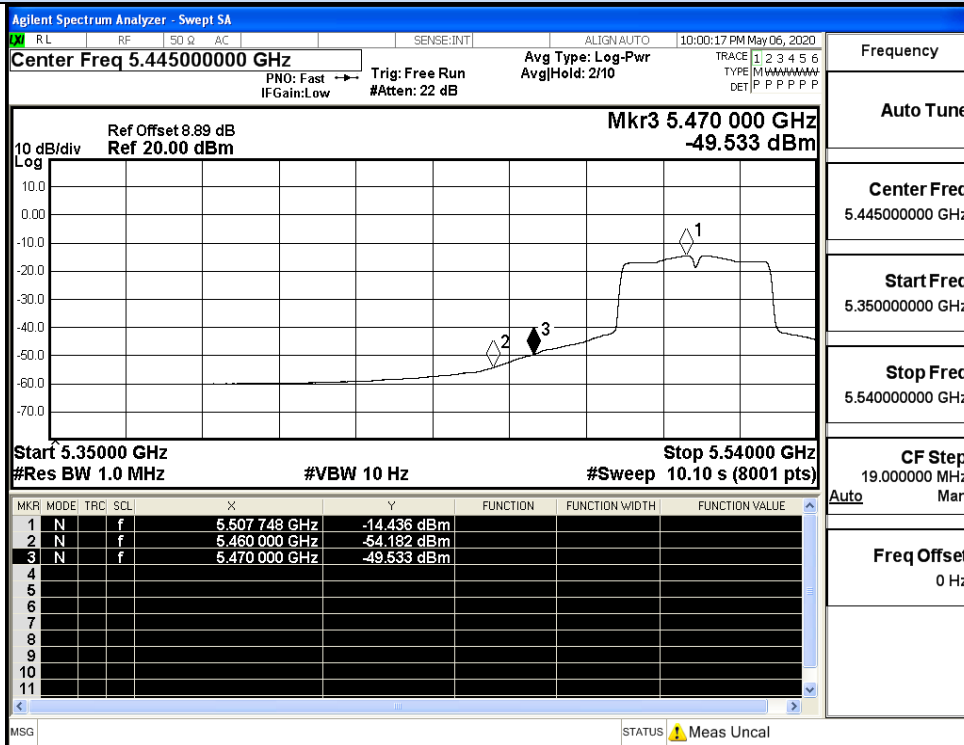 Agilent Spectrum Analyzer - Swept SA
LXI RL RF 50 Ω AC SENSE:INT ALIGN AUTO 10:00:17 PM May 06, 2020
Center Freq 5.445000000 GHz
PNO: Fast
IFGain:Low
Trig: Free Run
#Atten: 22 dB
Avg Type: Log-Pwr
Avg|Hold: 2/10
TRACE 1 2 3 4 5 6
TYPE M WWWWW
DET P P P P P P
Ref Offset 8.89 dB
10 dB/div Ref 20.00 dBm
Log
Mkr3 5.470 000 GHz
-49.533 dBm
10.0
0.00
-10.0
-20.0
-30.0
-40.0
-50.0
-60.0
-70.0
1
2
3
Start 5.35000 GHz Stop 5.54000 GHz
#Res BW 1.0 MHz #VBW 10 Hz #Sweep 10.10 s (8001 pts)
MKR MODE TRC SCL X Y FUNCTION FUNCTION WIDTH FUNCTION VALUE
1 N f 5.507 748 GHz -14.436 dBm
2 N f 5.460 000 GHz -54.182 dBm
3 N f 5.470 000 GHz -49.533 dBm
4
5
6
7
8
9
10
11
MSG STATUS Meas Uncal
Frequency
Auto Tune
Center Freq
5.445000000 GHz
Start Freq
5.350000000 GHz
Stop Freq
5.540000000 GHz
CF Step
19.000000 MHz
Auto Man
Freq Offset
0 Hz